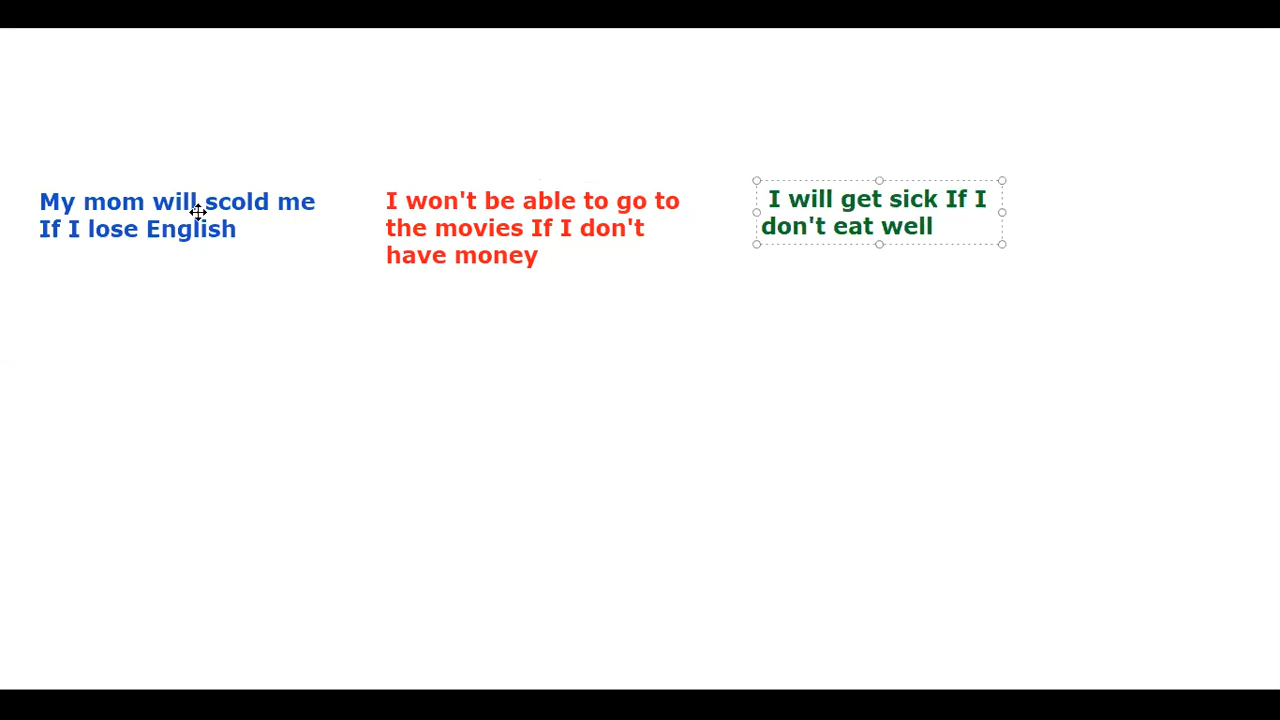 My mom will scold me
If I lose English
I won't be able to go to
the movies If I don't
have money
I will get sick If I
don't eat well